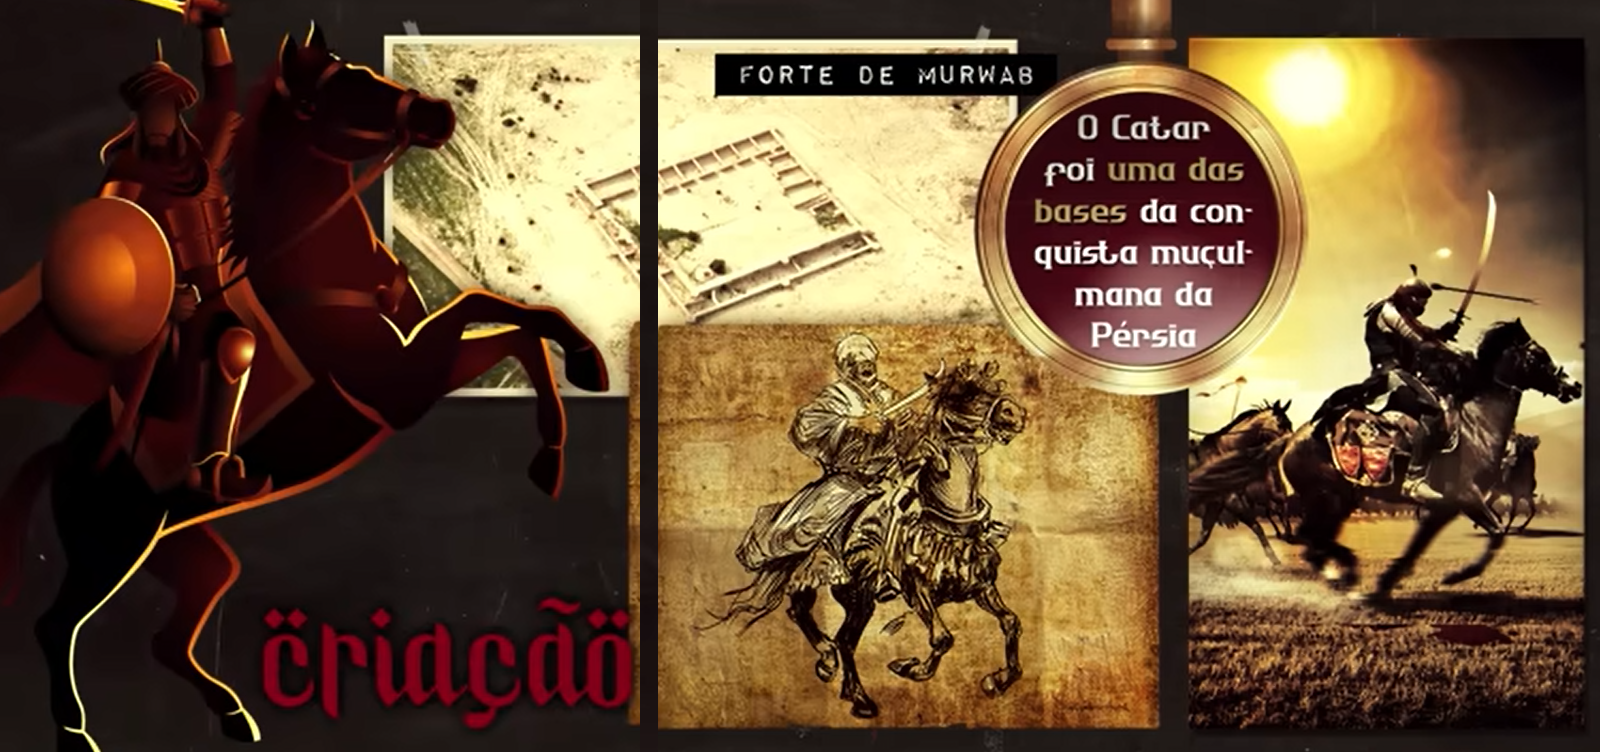 FORTE DE MURWAB
O Catar
foi uma das
bases da con-
quista muçul-
mana da
Pérsia
criação